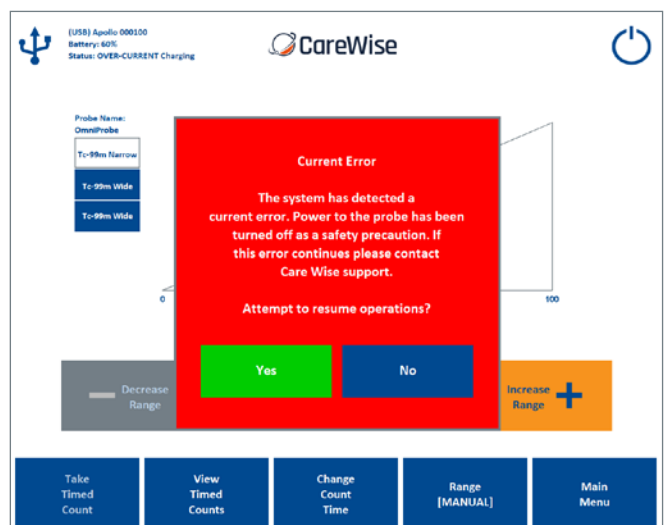 (USB) Apollo 000100
Battery: 60%
Status: OVER-CURRENT Charging
CareWise
Probe Name:
OmniProbe
Tc-99m Narrow
Tc-99m Wide
Tc-99m Wide
0
100
Current Error
The system has detected a
current error. Power to the probe has been
turned off as a safety precaution. If
this error continues please contact
Care Wise support.
Attempt to resume operations?
Yes
No
Decrease
Range
Increase
Range
Take
Timed
Count
View
Timed
Counts
Change
Count
Time
Range
[MANUAL]
Main
Menu